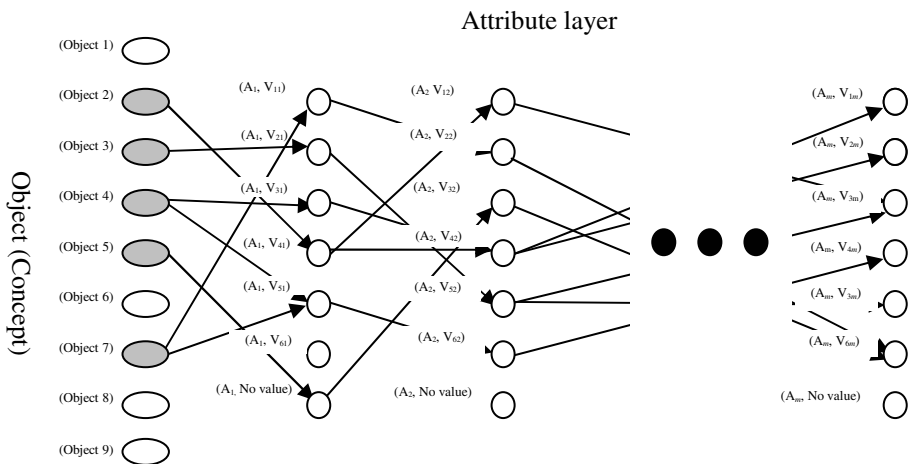 Attribute layer
Object (Concept)
(Object 1)
(Object 2)
(Object 3)
(Object 4)
(Object 5)
(Object 6)
(Object 7)
(Object 8)
(Object 9)
(A1, V11)
(A1, V21)
(A1, V31)
(A1, V41)
(A1, V51)
(A1, V61)
(A1, No value)
(A2 V12)
(A2, V22)
(A2, V32)
(A2, V42)
(A2, V52)
(A2, V62)
(A2, No value)
(Am, V1m)
(Am, V2m)
(Am, V3m)
(Am, V4m)
(Am, V3m)
(Am, V6m)
(Am, No value)